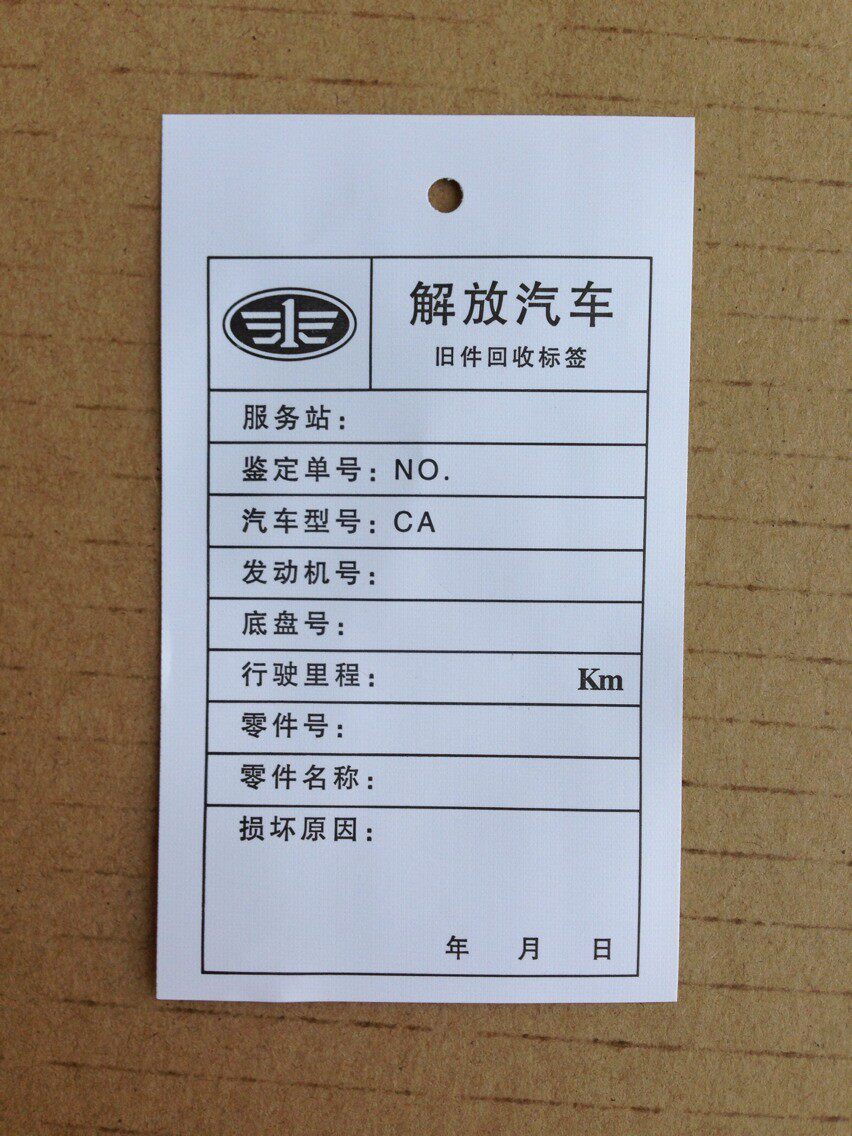 1
解放汽车
旧件回收标签
服务站：
鉴定单号：NO.
汽车型号：CA
发动机号：
底盘号：
行驶里程： Km
零件号：
零件名称：
损坏原因：
年 月 日